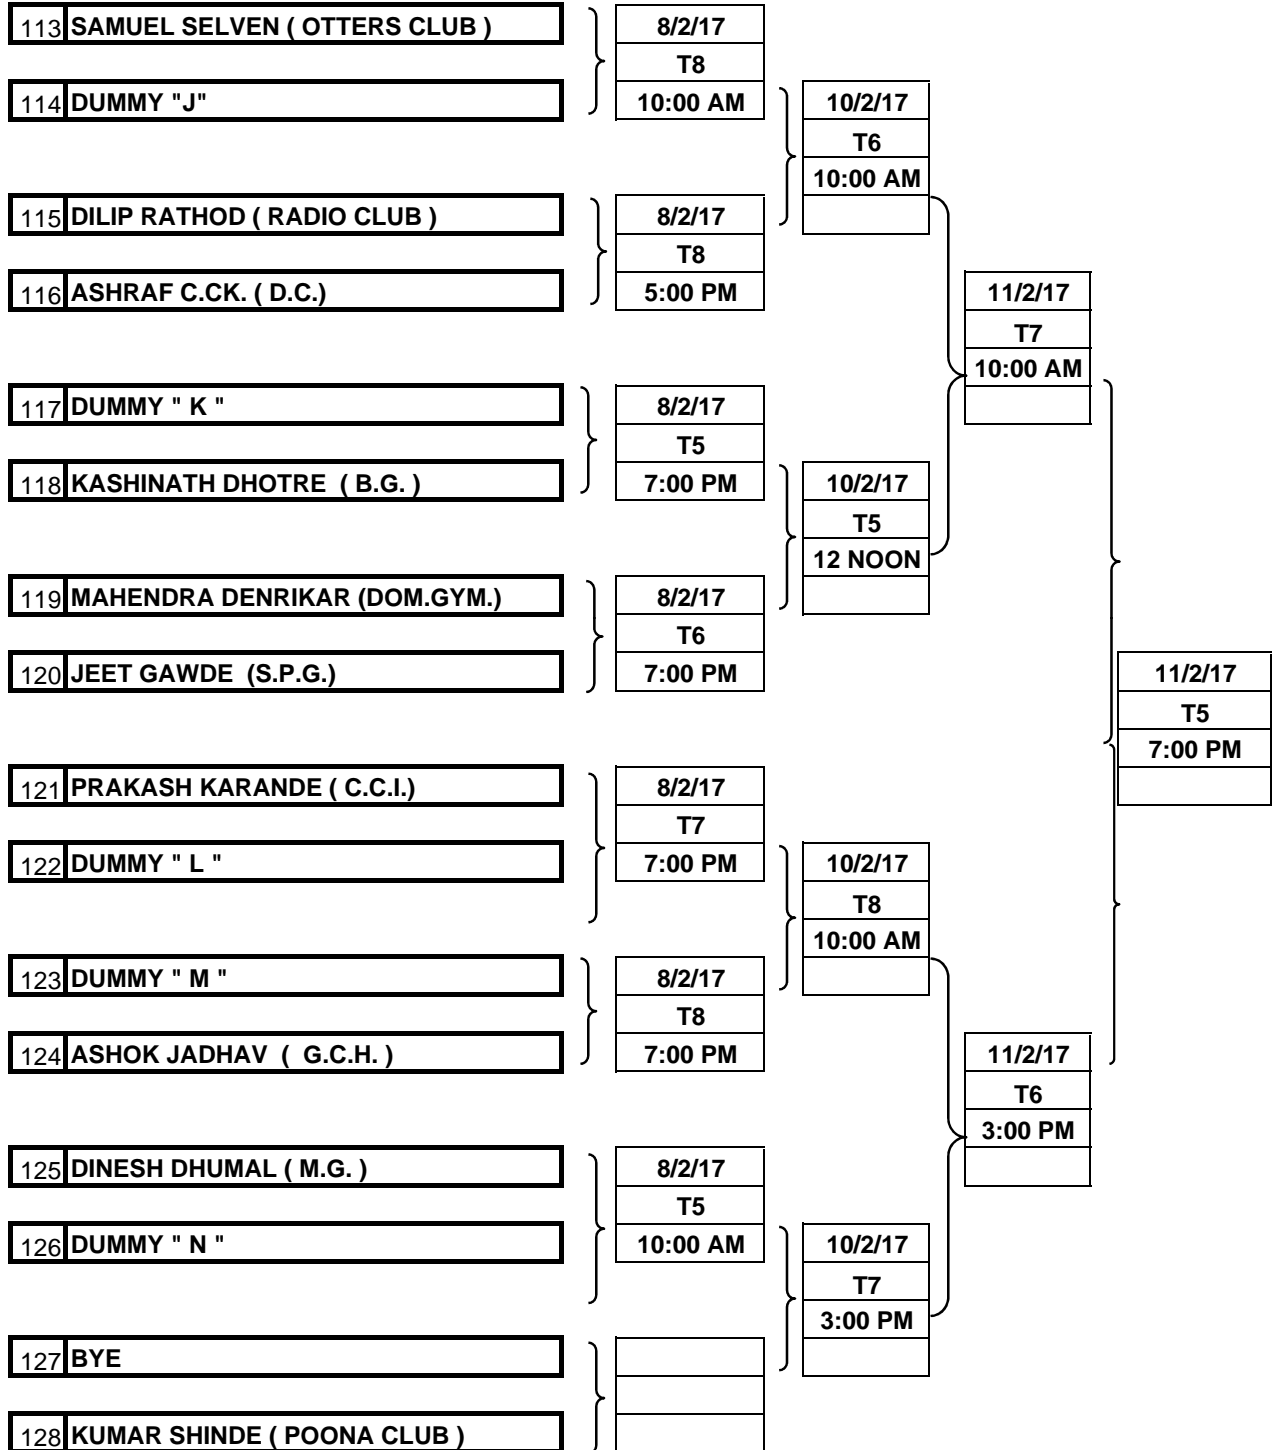 113 SAMUEL SELVEN ( OTTERS CLUB ) 8/2/17
T8
114 DUMMY "J" 10:00 AM 10/2/17
T6
10:00 AM
115 DILIP RATHOD ( RADIO CLUB ) 8/2/17
T8
116 ASHRAF C.CK. ( D.C.) 5:00 PM 11/2/17
T7
10:00 AM
117 DUMMY " K " 8/2/17
T5
118 KASHINATH DHOTRE ( B.G. ) 7:00 PM 10/2/17
T5
12 NOON
119 MAHENDRA DENRIKAR (DOM.GYM.) 8/2/17
T6
120 JEET GAWDE (S.P.G.) 7:00 PM 11/2/17
T5
7:00 PM
121 PRAKASH KARANDE ( C.C.I.) 8/2/17
T7
122 DUMMY " L " 7:00 PM 10/2/17
T8
10:00 AM
123 DUMMY " M " 8/2/17
T8
124 ASHOK JADHAV ( G.C.H. ) 7:00 PM 11/2/17
T6
3:00 PM
125 DINESH DHUMAL ( M.G. ) 8/2/17
T5
126 DUMMY " N " 10:00 AM 10/2/17
T7
3:00 PM
127 BYE
128 KUMAR SHINDE ( POONA CLUB )